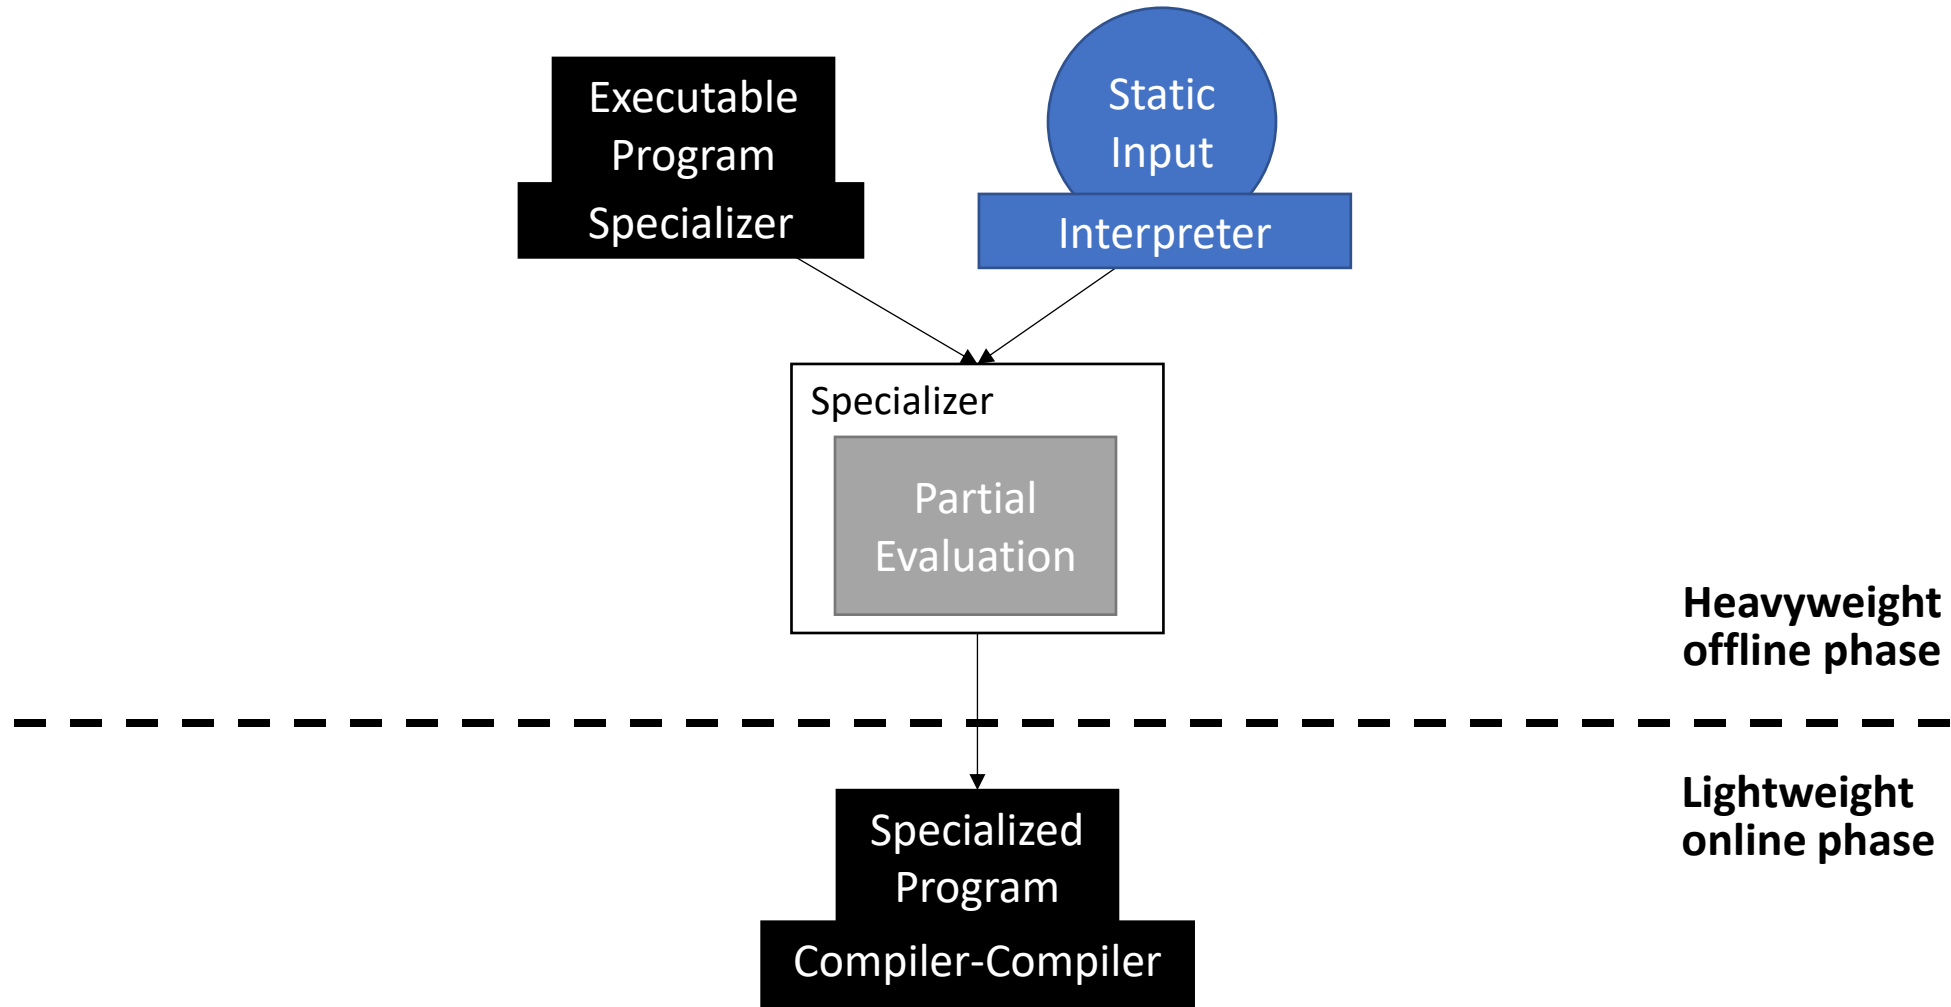 Executable
Program
Specializer
Static
Input
Interpreter
Specializer
Partial
Evaluation
Heavyweight
offline phase
Lightweight
online phase
Specialized
Program
Compiler-Compiler